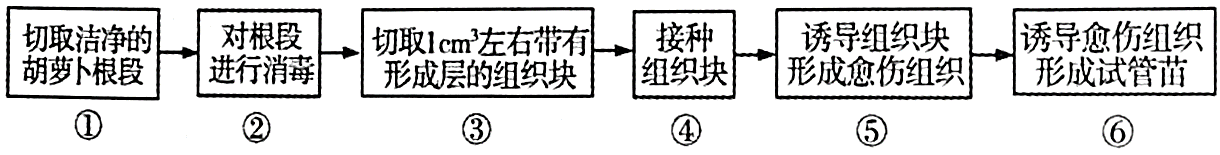 切取洁净的
胡萝卜根段
①
对根段
进行消毒
②
切取1cm³左右带有
形成层的组织块
③
接种
组织块
④
诱导组织块
形成愈伤组织
⑤
诱导愈伤组织
形成试管苗
⑥